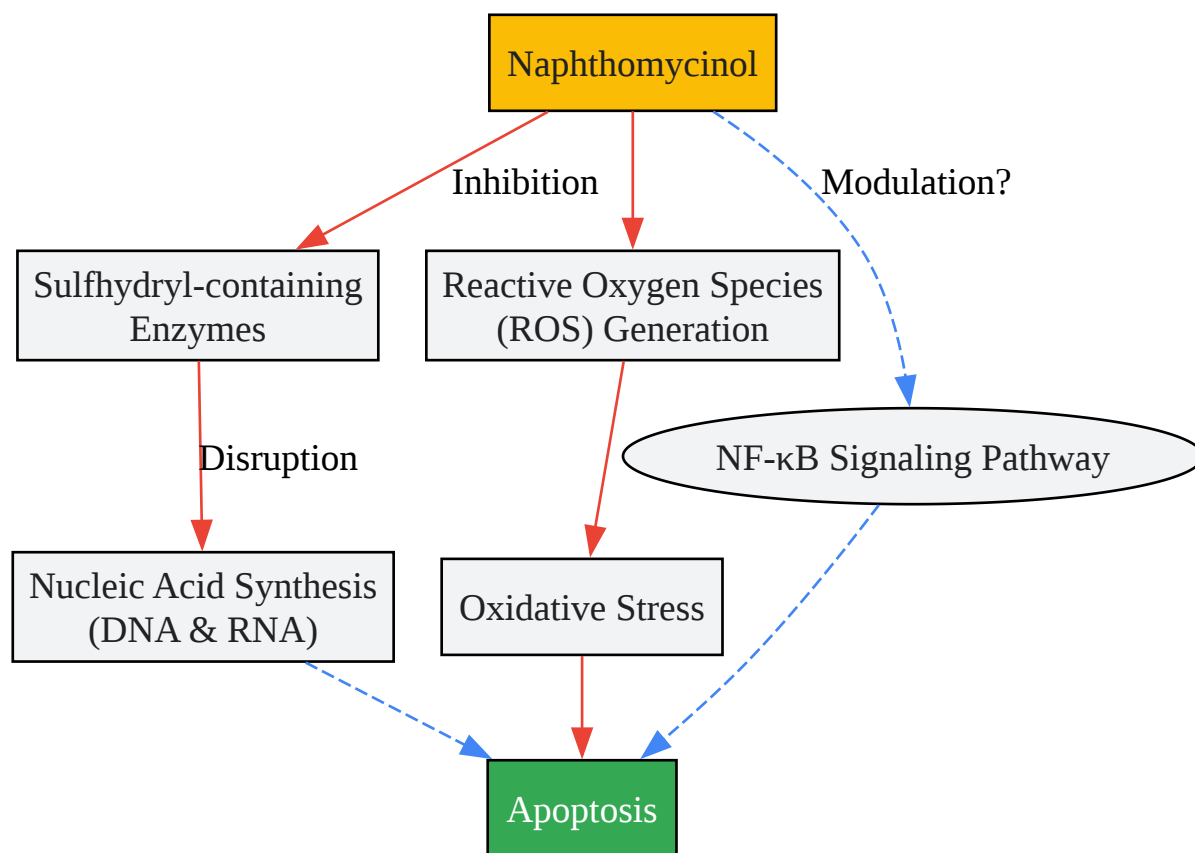 Naphthomycinol
Inhibition
Modulation?
Sulfhydryl-containing
Enzymes
Reactive Oxygen Species
(ROS) Generation
Disruption
NF-κB Signaling Pathway
Nucleic Acid Synthesis
(DNA & RNA)
Oxidative Stress
Apoptosis